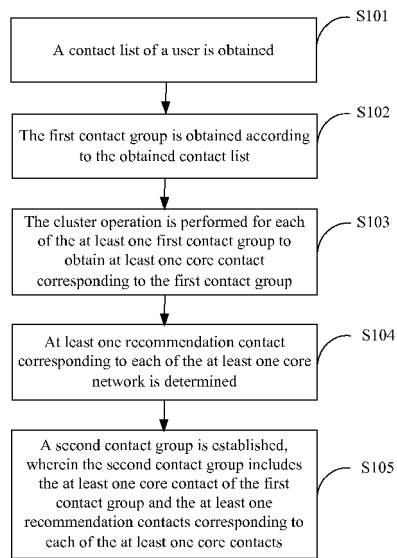 S101
A contact list of a user is obtained
S102
The first contact group is obtained according
to the obtained contact list
S103
The cluster operation is performed for each
of the at least one first contact group to
obtain at least one core contact
corresponding to the first contact group
S104
At least one recommendation contact
corresponding to each of the at least one core
network is determined
S105
A second contact group is established,
wherein the second contact group includes
the at least one core contact of the first
contact group and the at least one
recommendation contacts corresponding to
each of the at least one core contacts